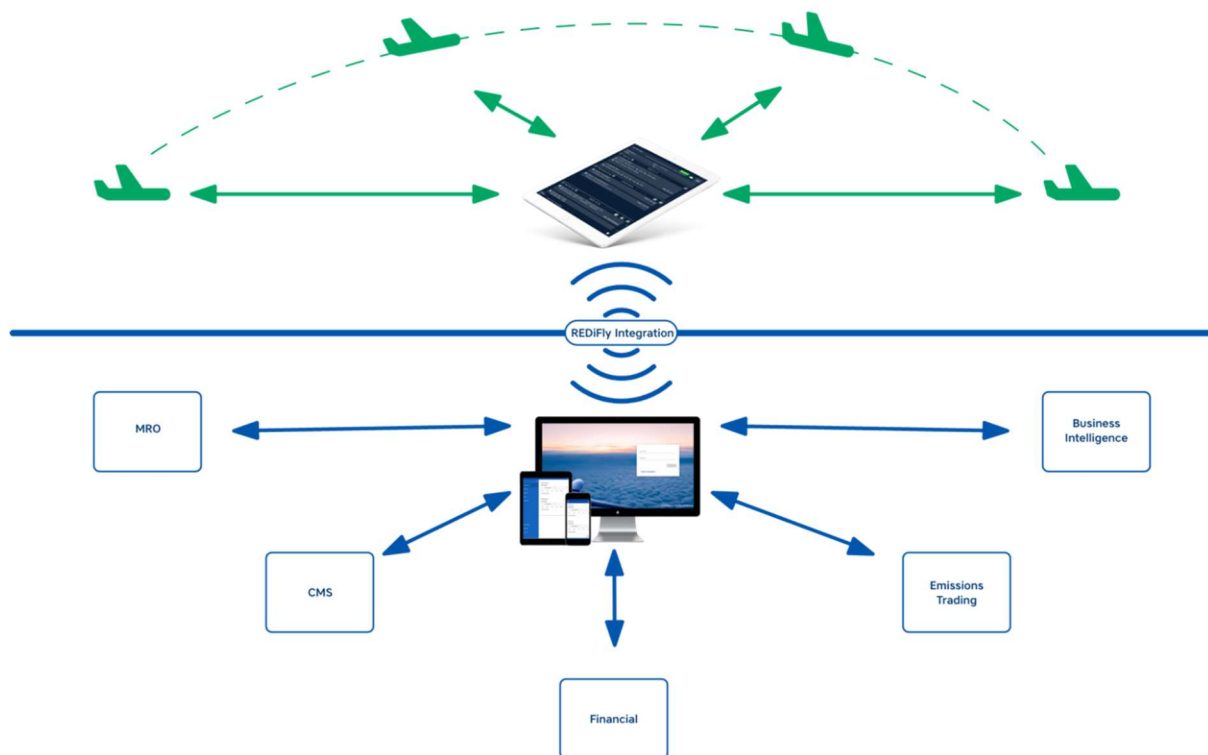 REDiFly Integration
MRO
Business
Intelligence
CMS
Emissions
Trading
Financial